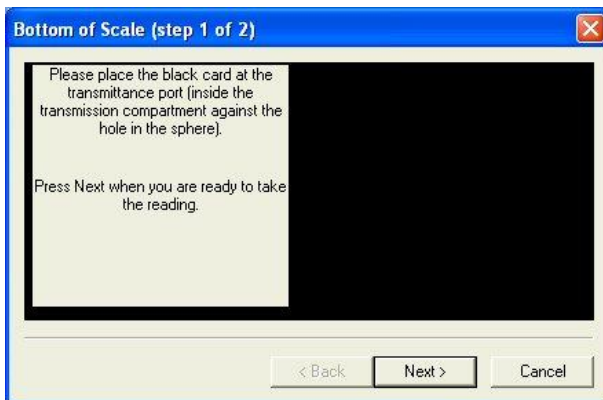 Bottom of Scale (step 1 of 2)
Please place the black card at the
transmittance port (inside the
transmission compartment against the
hole in the sphere).
Press Next when you are ready to take
the reading.
< Back
Next >
Cancel